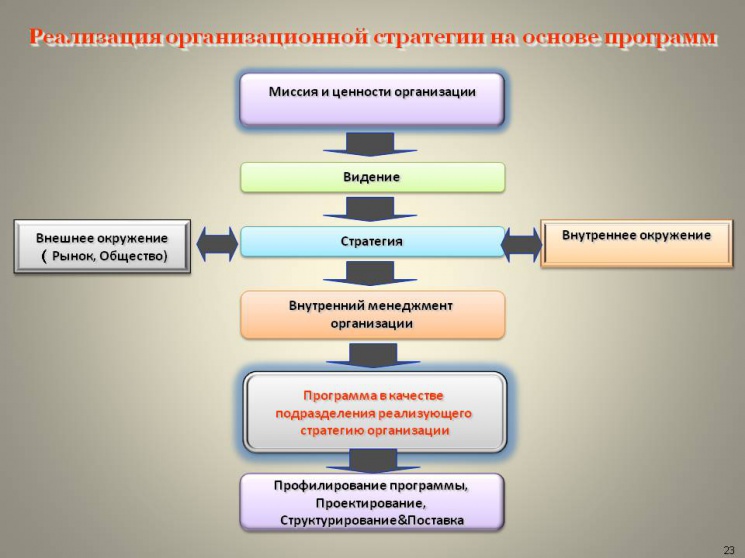 Реализация организационной стратегии на основе программ
Миссия и ценности организации
Видение
Внешнее окружение
( Рынок, Общество)
Стратегия
Внутреннее окружение
Внутренний менеджмент
организации
Программа в качестве
подразделения реализующего
стратегию организации
Профилирование программы,
Проектирование,
Структурирование&Поставка
23